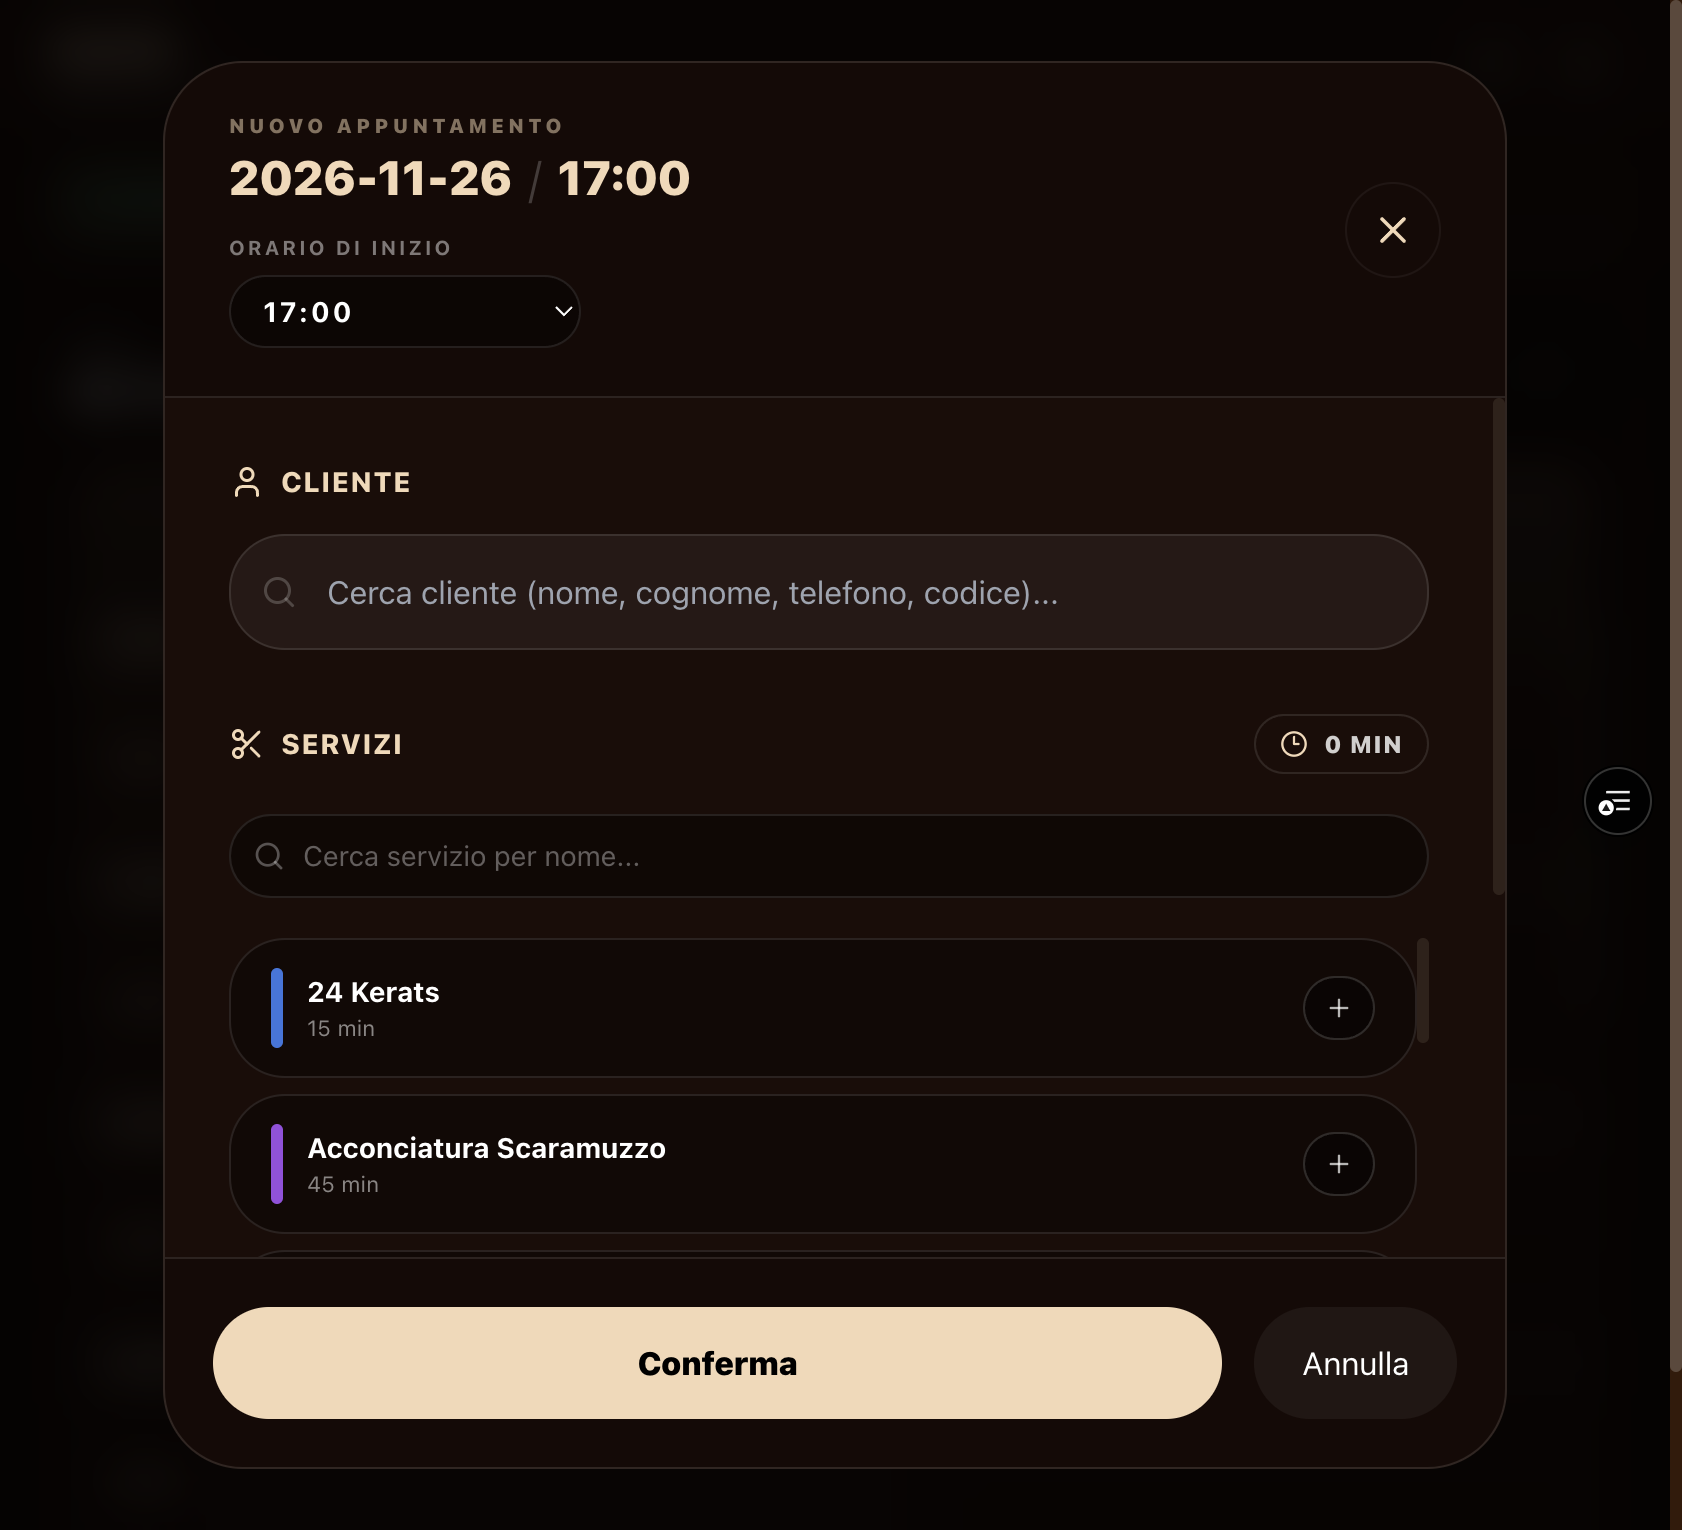 NUOVO APPUNTAMENTO
2026-11-26 / 17:00
ORARIO DI INIZIO
17:00
CLIENTE
Cerca cliente (nome, cognome, telefono, codice)...
SERVIZI
0 MIN
Cerca servizio per nome...
24 Kerats
15 min
Acconciatura Scaramuzzo
45 min
Conferma
Annulla